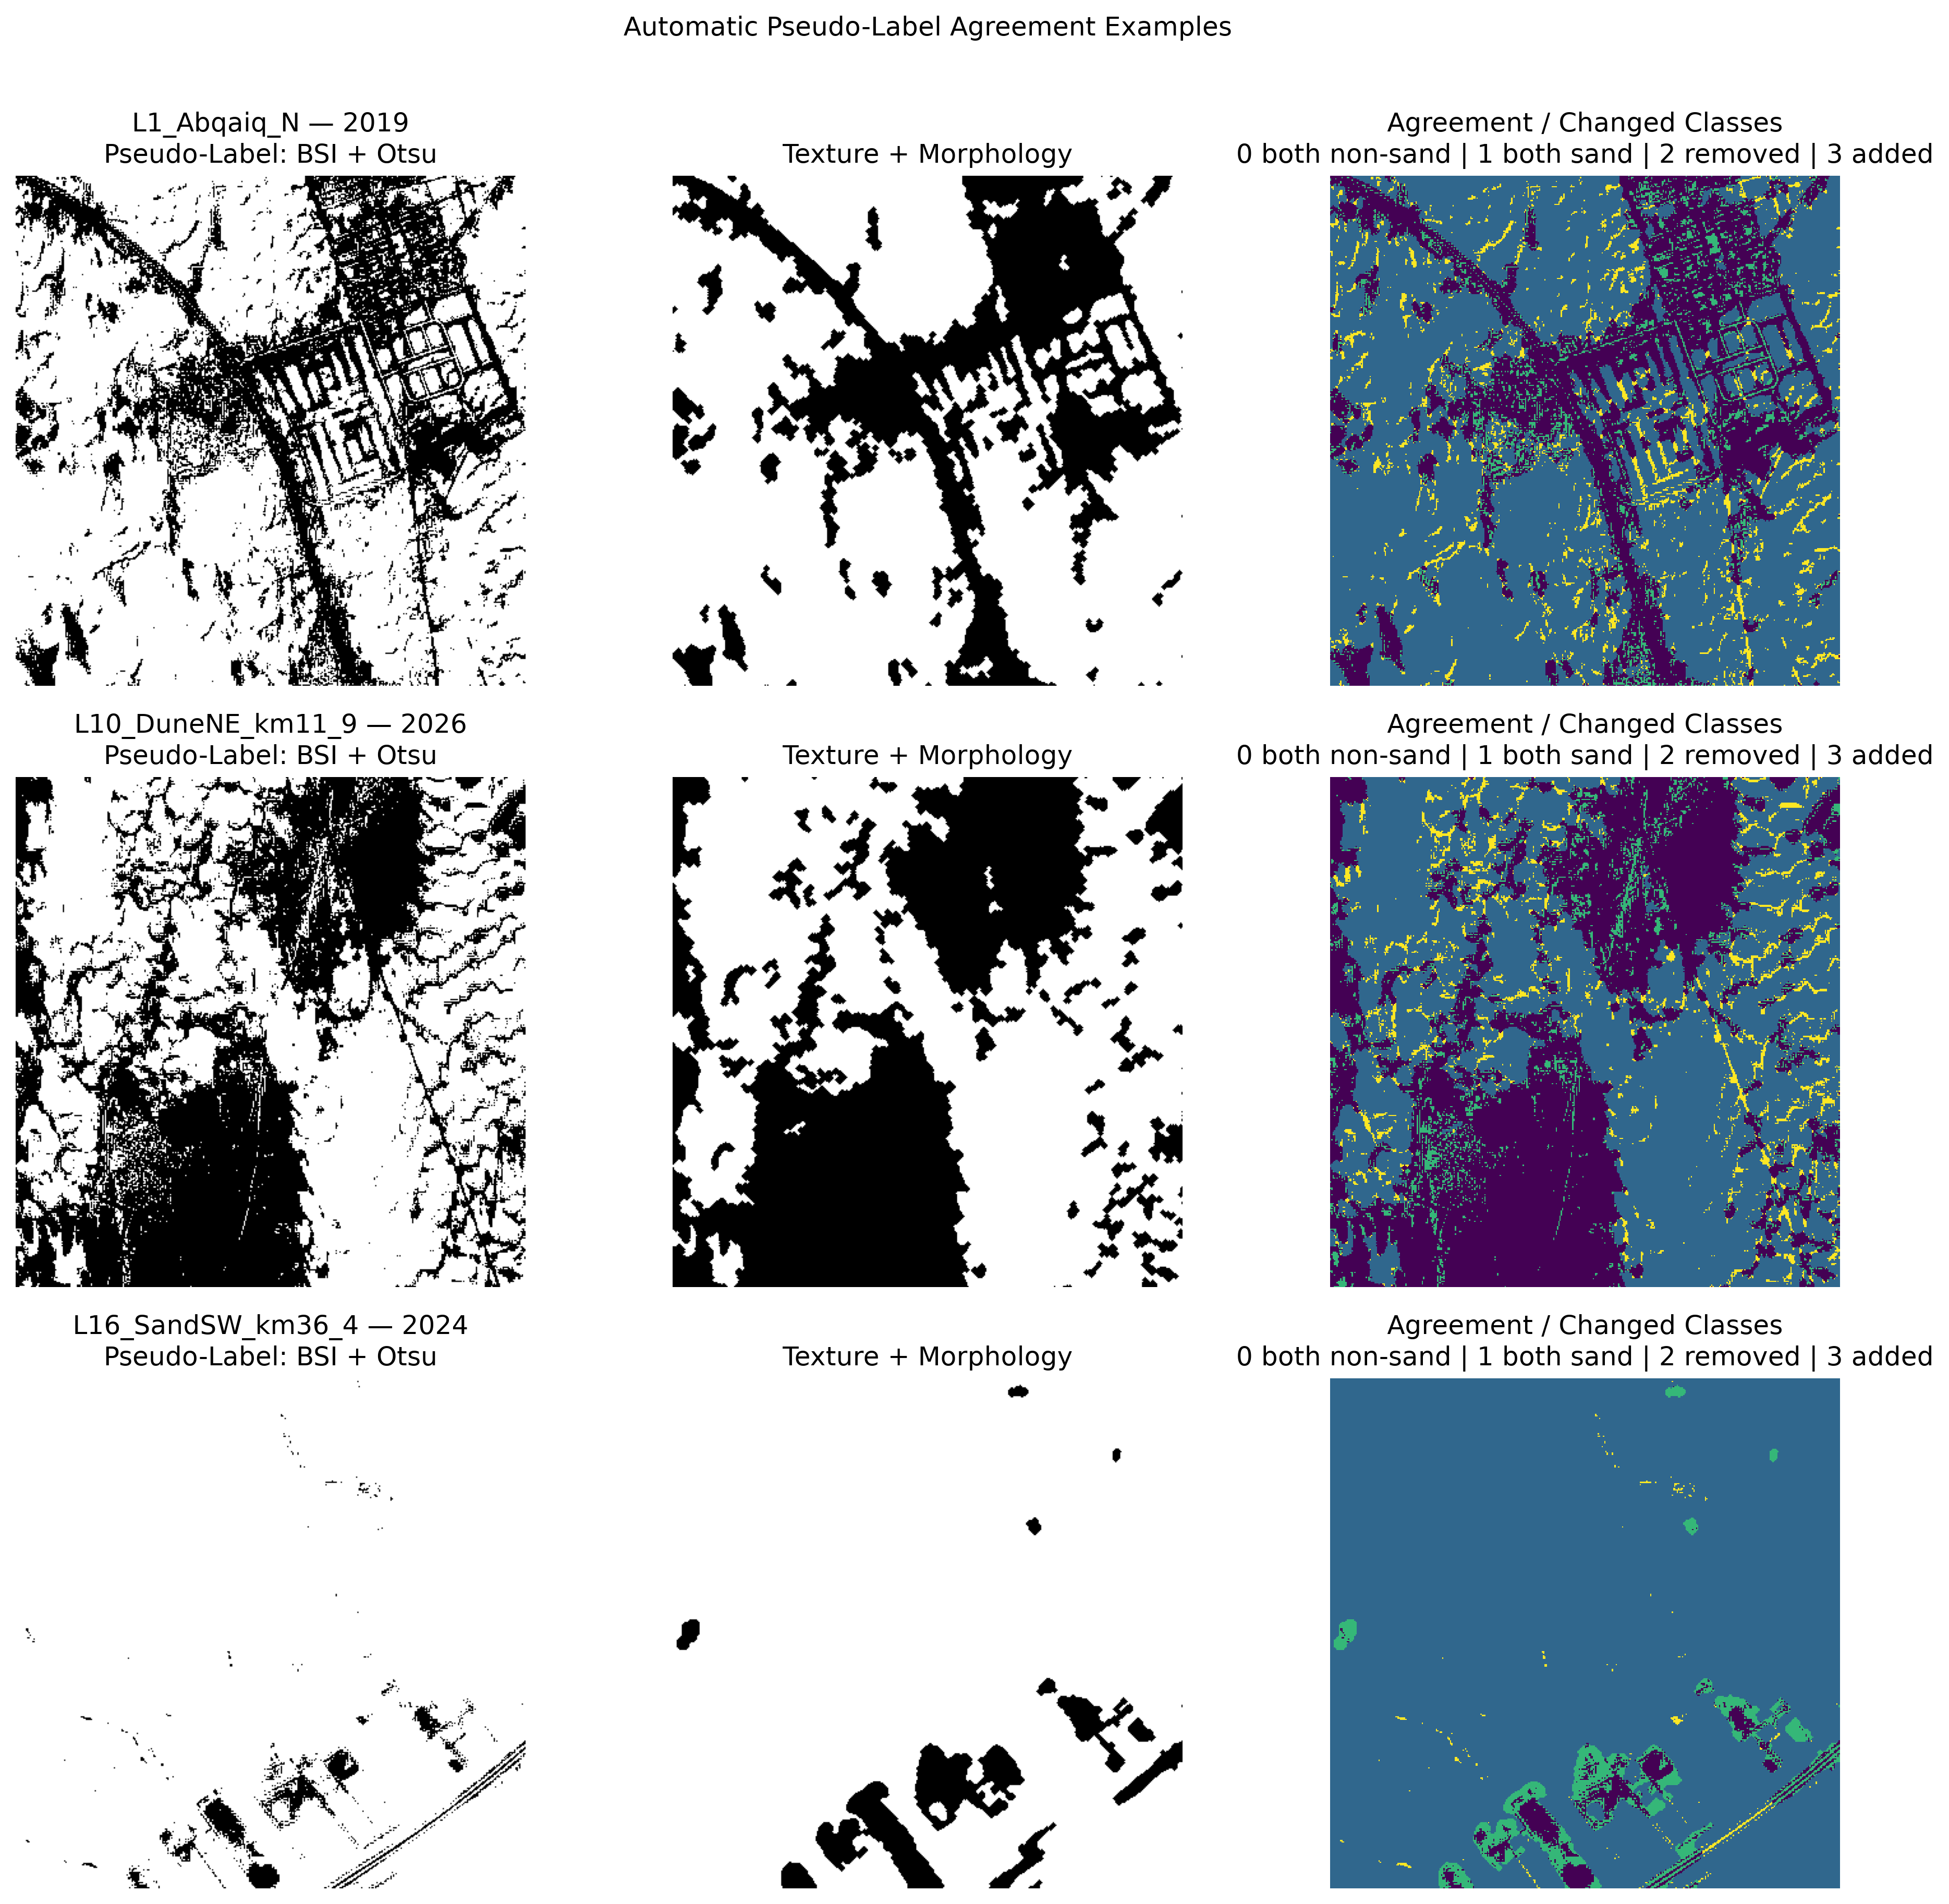 Automatic Pseudo-Label Agreement Examples
L1_Abqaiq_N — 2019
Pseudo-Label: BSI + Otsu
Texture + Morphology
Agreement / Changed Classes
0 both non-sand | 1 both sand | 2 removed | 3 added
L10_DuneNE_km11_9 — 2026
Pseudo-Label: BSI + Otsu
Texture + Morphology
Agreement / Changed Classes
0 both non-sand | 1 both sand | 2 removed | 3 added
L16_SandSW_km36_4 — 2024
Pseudo-Label: BSI + Otsu
Texture + Morphology
Agreement / Changed Classes
0 both non-sand | 1 both sand | 2 removed | 3 added